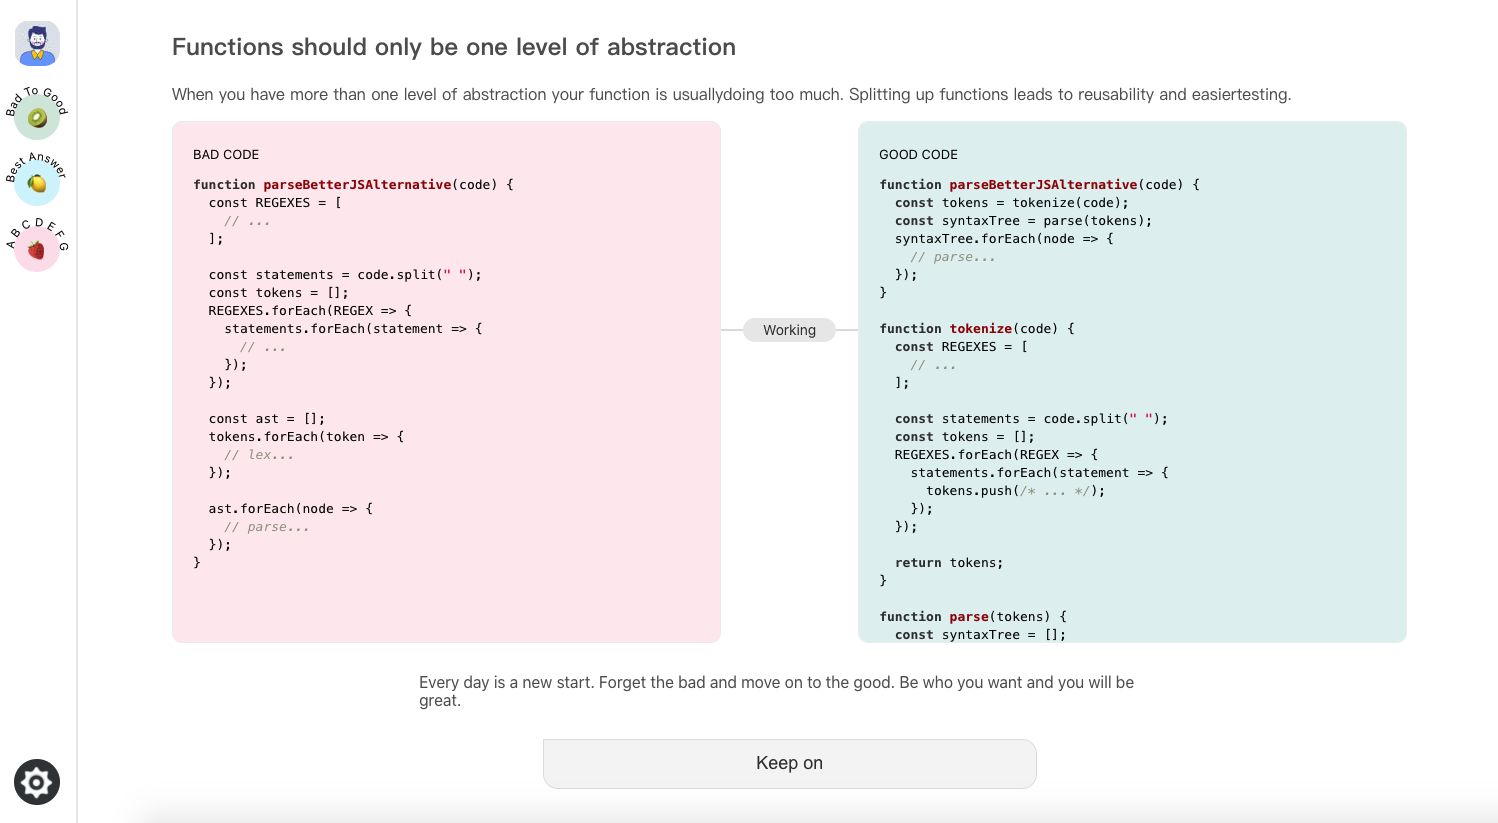 Bad To Good
Best Answer
A B C D E F G
Functions should only be one level of abstraction
When you have more than one level of abstraction your function is usuallydoing too much. Splitting up functions leads to reusability and easiertesting.
BAD CODE
function parseBetterJSAlternative(code) {
  const REGEXES = [
    // ...
  ];

  const statements = code.split(" ");
  const tokens = [];
  REGEXES.forEach(REGEX => {
    statements.forEach(statement => {
      // ...
    });
  });

  const ast = [];
  tokens.forEach(token => {
    // lex...
  });

  ast.forEach(node => {
    // parse...
  });
}
Working
GOOD CODE
function parseBetterJSAlternative(code) {
  const tokens = tokenize(code);
  const syntaxTree = parse(tokens);
  syntaxTree.forEach(node => {
    // parse...
  });
}

function tokenize(code) {
  const REGEXES = [
    // ...
  ];

  const statements = code.split(" ");
  const tokens = [];
  REGEXES.forEach(REGEX => {
    statements.forEach(statement => {
      tokens.push(/* ... */);
    });
  });

  return tokens;
}

function parse(tokens) {
  const syntaxTree = [];
Every day is a new start. Forget the bad and move on to the good. Be who you want and you will be
great.
Keep on